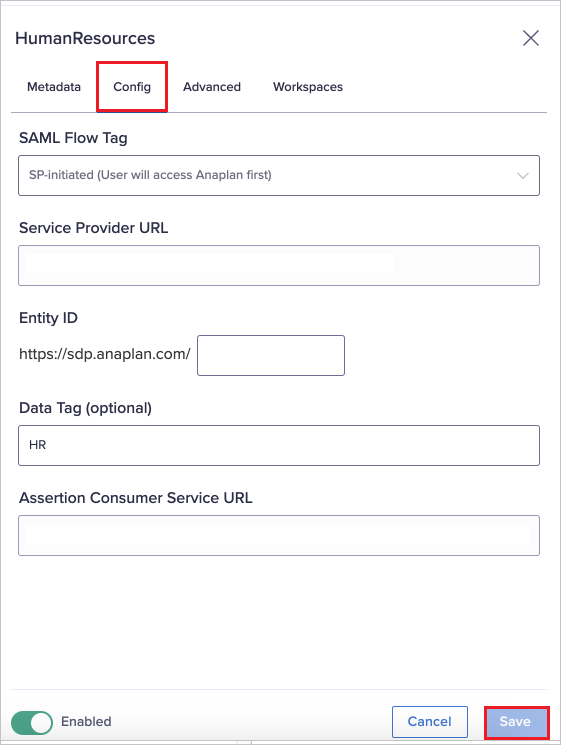 HumanResources
Metadata Config Advanced Workspaces
SAML Flow Tag
SP-initiated (User will access Anaplan first)
Service Provider URL
Entity ID
https://sdp.anaplan.com/
Data Tag (optional)
HR
Assertion Consumer Service URL
Enabled Cancel Save